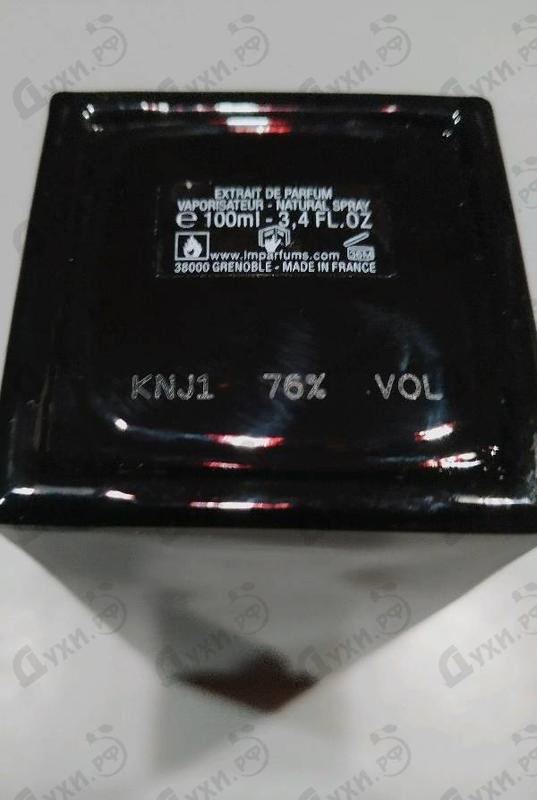 EXTRAIT DE PARFUM
VAPORISATEUR - NATURAL SPRAY
e 100ml - 3,4 FL.OZ
36M
www.lmparfums.com
38000 GRENOBLE - MADE IN FRANCE
KNJ1 76% VOL
Духи.рф